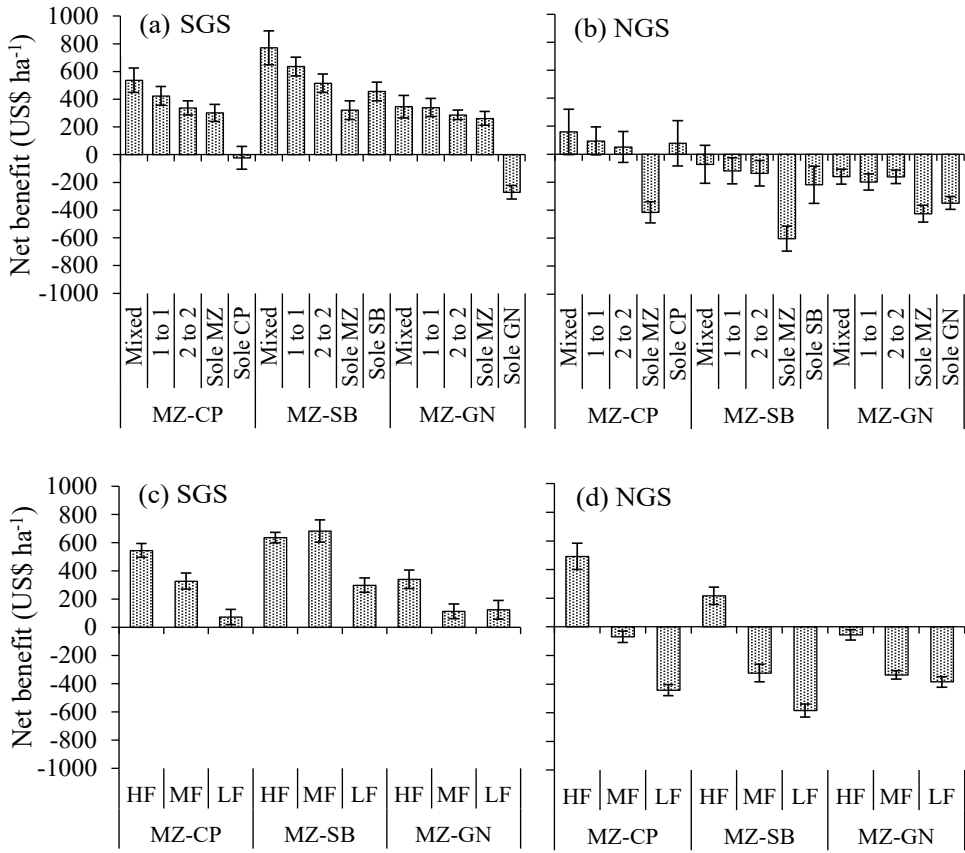 (a) SGS
(b) NGS
Net benefit (US$ ha-1)
1000
800
600
400
200
0
-200
-400
-600
-800
-1000
Mixed
1 to 1
2 to 2
Sole MZ
Sole CP
Mixed
1 to 1
2 to 2
Sole MZ
Sole SB
Mixed
1 to 1
2 to 2
Sole MZ
Sole GN
MZ-CP
MZ-SB
MZ-GN
Mixed
1 to 1
2 to 2
Sole MZ
Sole CP
Mixed
1 to 1
2 to 2
Sole MZ
Sole SB
Mixed
1 to 1
2 to 2
Sole MZ
Sole GN
MZ-CP
MZ-SB
MZ-GN
(c) SGS
(d) NGS
Net benefit (US$ ha-1)
1000
800
600
400
200
0
-200
-400
-600
-800
-1000
HF MF LF HF MF LF HF MF LF
MZ-CP MZ-SB MZ-GN
HF MF LF HF MF LF HF MF LF
MZ-CP MZ-SB MZ-GN